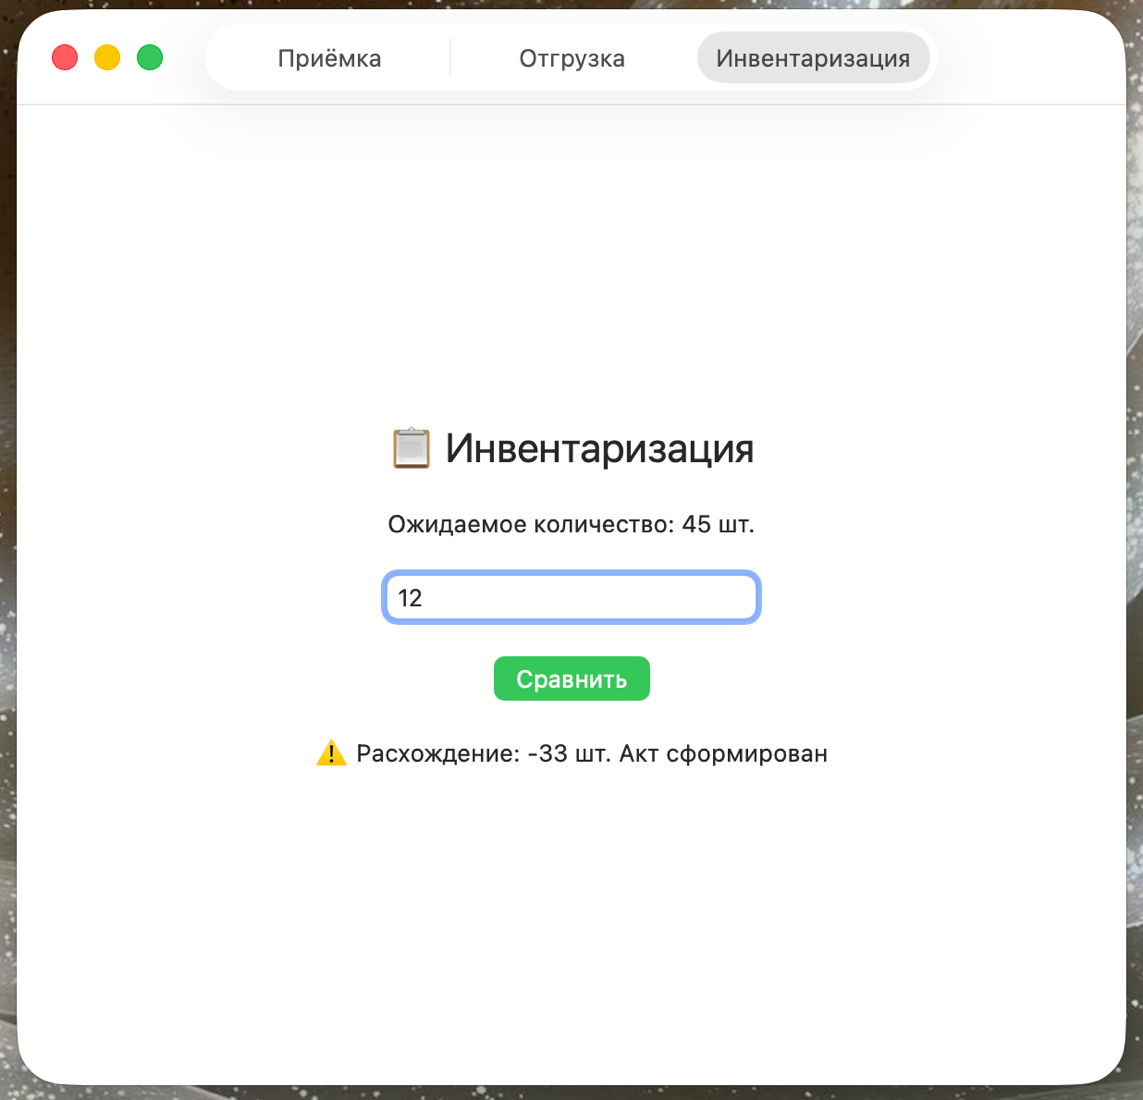 Приёмка
Отгрузка
Инвентаризация
📋 Инвентаризация
Ожидаемое количество: 45 шт.
12
Сравнить
⚠️ Расхождение: -33 шт. Акт сформирован